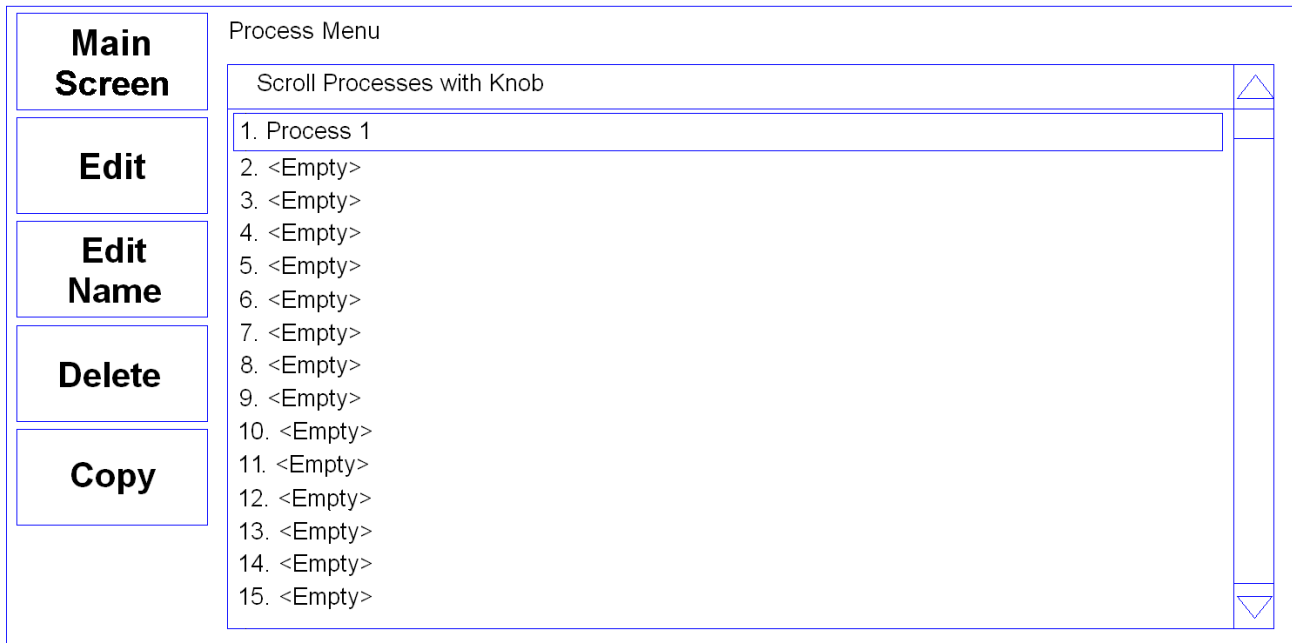 Main
Screen
Edit
Edit
Name
Delete
Copy
Process Menu
Scroll Processes with Knob
1. Process 1
2. <Empty>
3. <Empty>
4. <Empty>
5. <Empty>
6. <Empty>
7. <Empty>
8. <Empty>
9. <Empty>
10. <Empty>
11. <Empty>
12. <Empty>
13. <Empty>
14. <Empty>
15. <Empty>